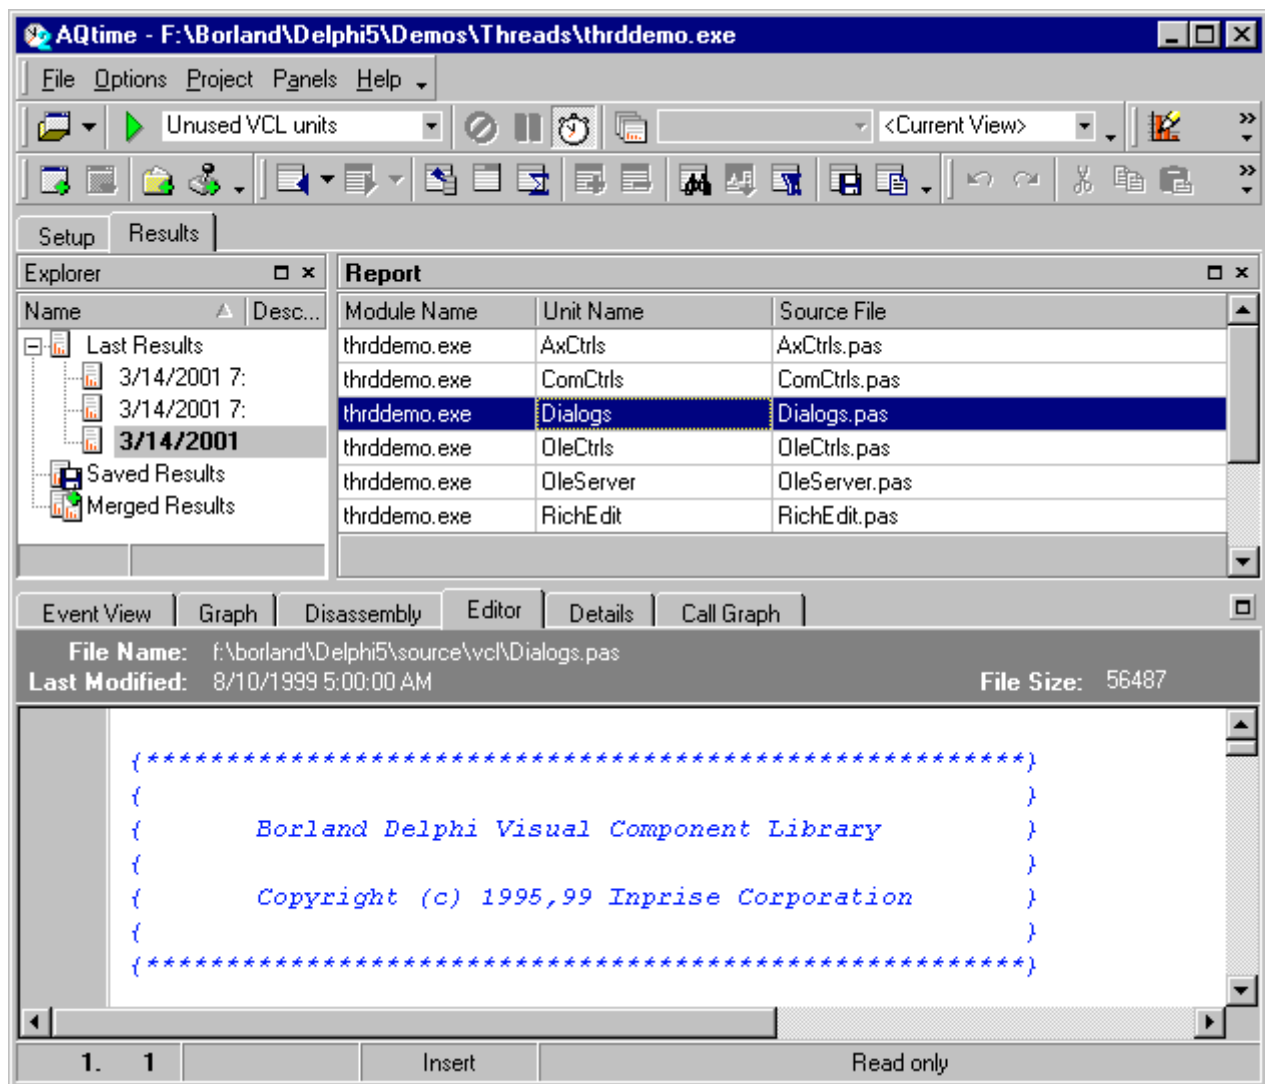 AQtime - F:\Borland\Delphi5\Demos\Threads\thrddemo.exe
File Options Project Panels Help
Unused VCL units <Current View>
Setup Results
Explorer Report
Name Desc... Module Name Unit Name Source File
Last Results thrddemo.exe AxCtrls AxCtrls.pas
3/14/2001 7: thrddemo.exe ComCtrls ComCtrls.pas
3/14/2001 7: thrddemo.exe Dialogs Dialogs.pas
3/14/2001 thrddemo.exe OleCtrls OleCtrls.pas
Saved Results thrddemo.exe OleServer OleServer.pas
Merged Results thrddemo.exe RichEdit RichEdit.pas
Event View Graph Disassembly Editor Details Call Graph
File Name: f:\borland\Delphi5\source\vcl\Dialogs.pas
Last Modified: 8/10/1999 5:00:00 AM File Size: 56487
{*******************************************************}
{ }
{ Borland Delphi Visual Component Library }
{ }
{ Copyright (c) 1995,99 Inprise Corporation }
{ }
{*******************************************************}
1. 1 Insert Read only